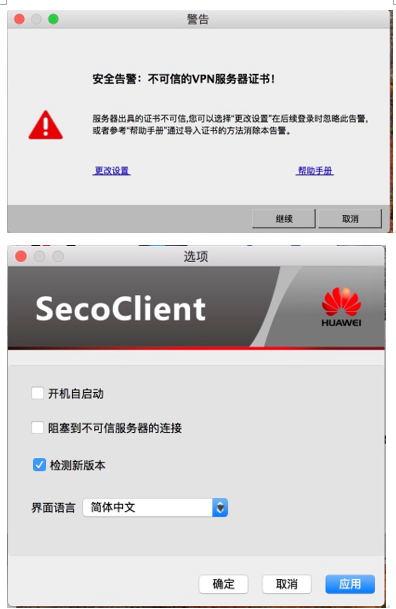 警告
安全告警：不可信的VPN服务器证书！
服务器出具的证书不可信,您可以选择“更改设置”在后续登录时忽略此告警,
或者参考“帮助手册”通过导入证书的方法消除本告警。
更改设置
帮助手册
继续
取消
选项
SecoClient
HUAWEI
开机自启动
阻塞到不可信服务器的连接
检测新版本
界面语言
简体中文
确定
取消
应用